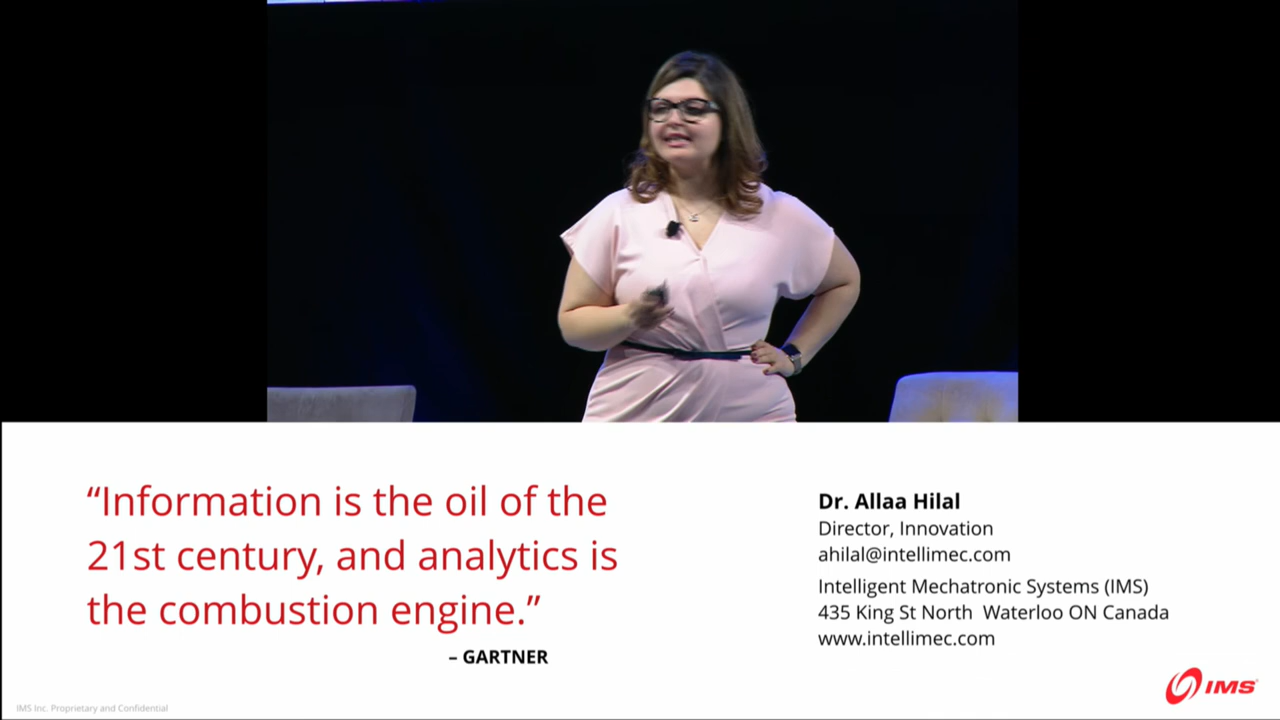 “Information is the oil of the
21st century, and analytics is
the combustion engine.”
– GARTNER
Dr. Allaa Hilal
Director, Innovation
ahilal@intellimec.com
Intelligent Mechatronic Systems (IMS)
435 King St North Waterloo ON Canada
www.intellimec.com
IMS
IMS Inc. Proprietary and Confidential